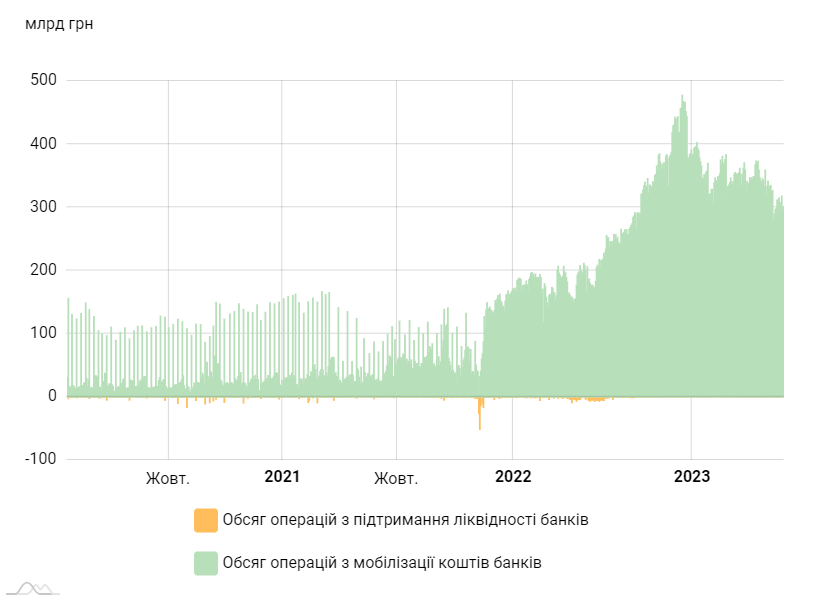 млрд грн
500
400
300
200
100
0
-100
Жовт. 2021 Жовт. 2022 2023
Обсяг операцій з підтримання ліквідності банків
Обсяг операцій з мобілізації коштів банків